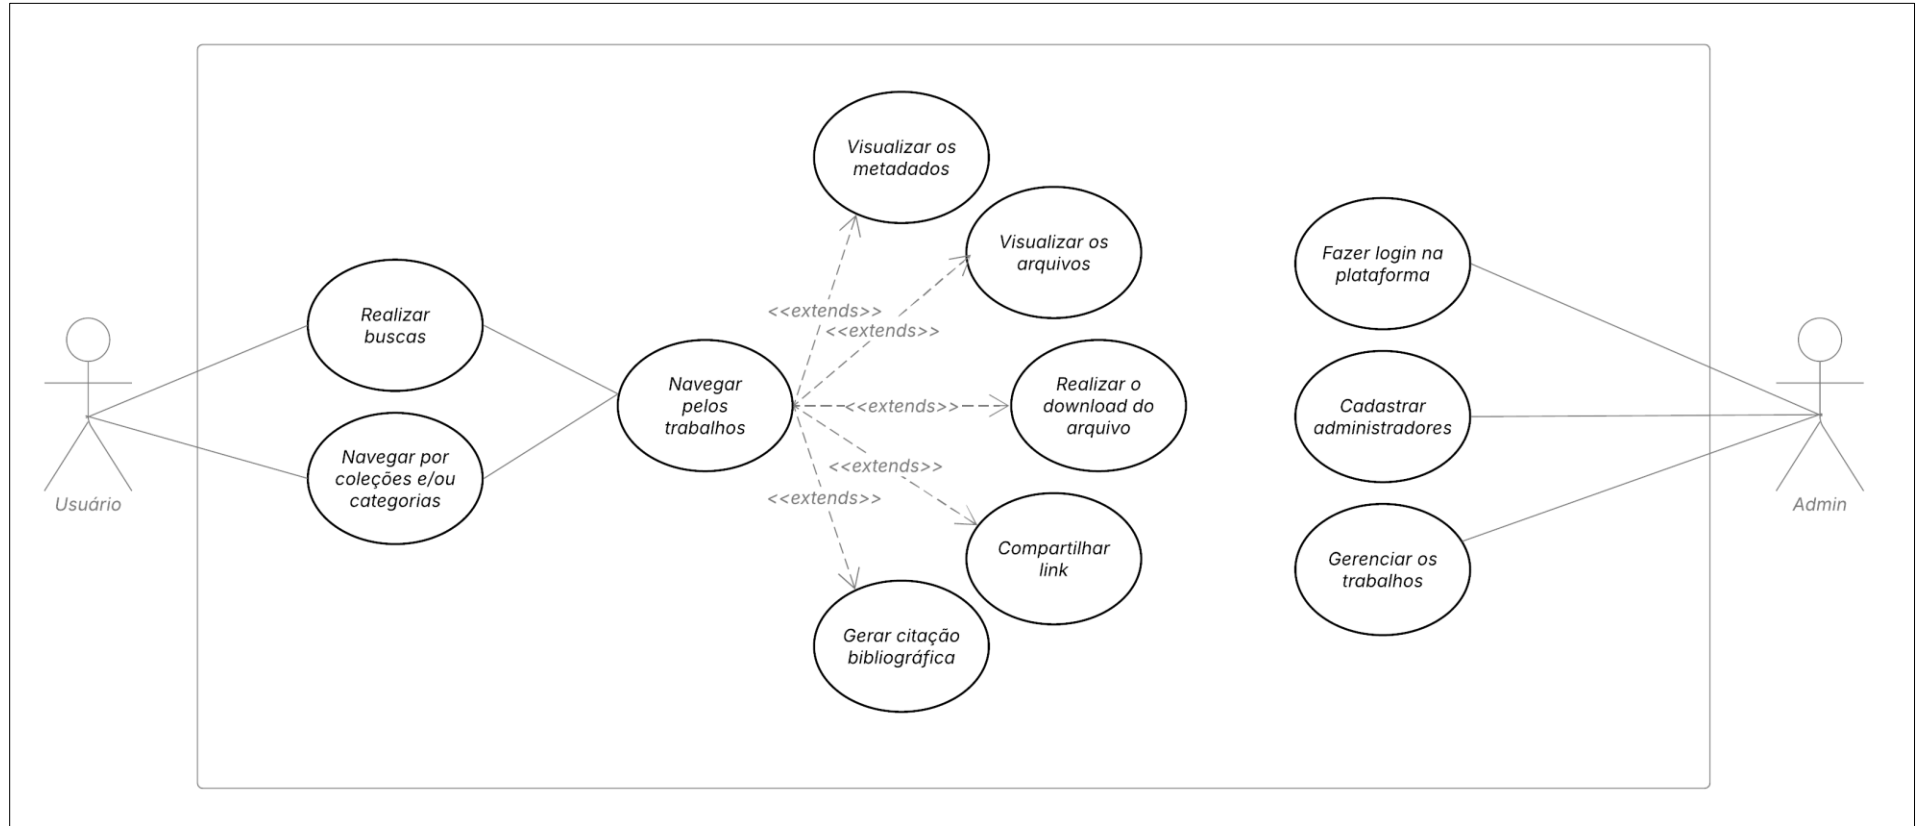 Visualizar os
metadados
Visualizar os
arquivos
Fazer login na
plataforma
Realizar
buscas
<<extends>>
<<extends>>
Navegar
pelos
trabalhos
<<extends>>
Realizar o
download do
arquivo
Cadastrar
administradores
Navegar por
coleções e/ou
categorias
<<extends>>
<<extends>>
Usuário
Admin
Compartilhar
link
Gerenciar os
trabalhos
Gerar citação
bibliográfica